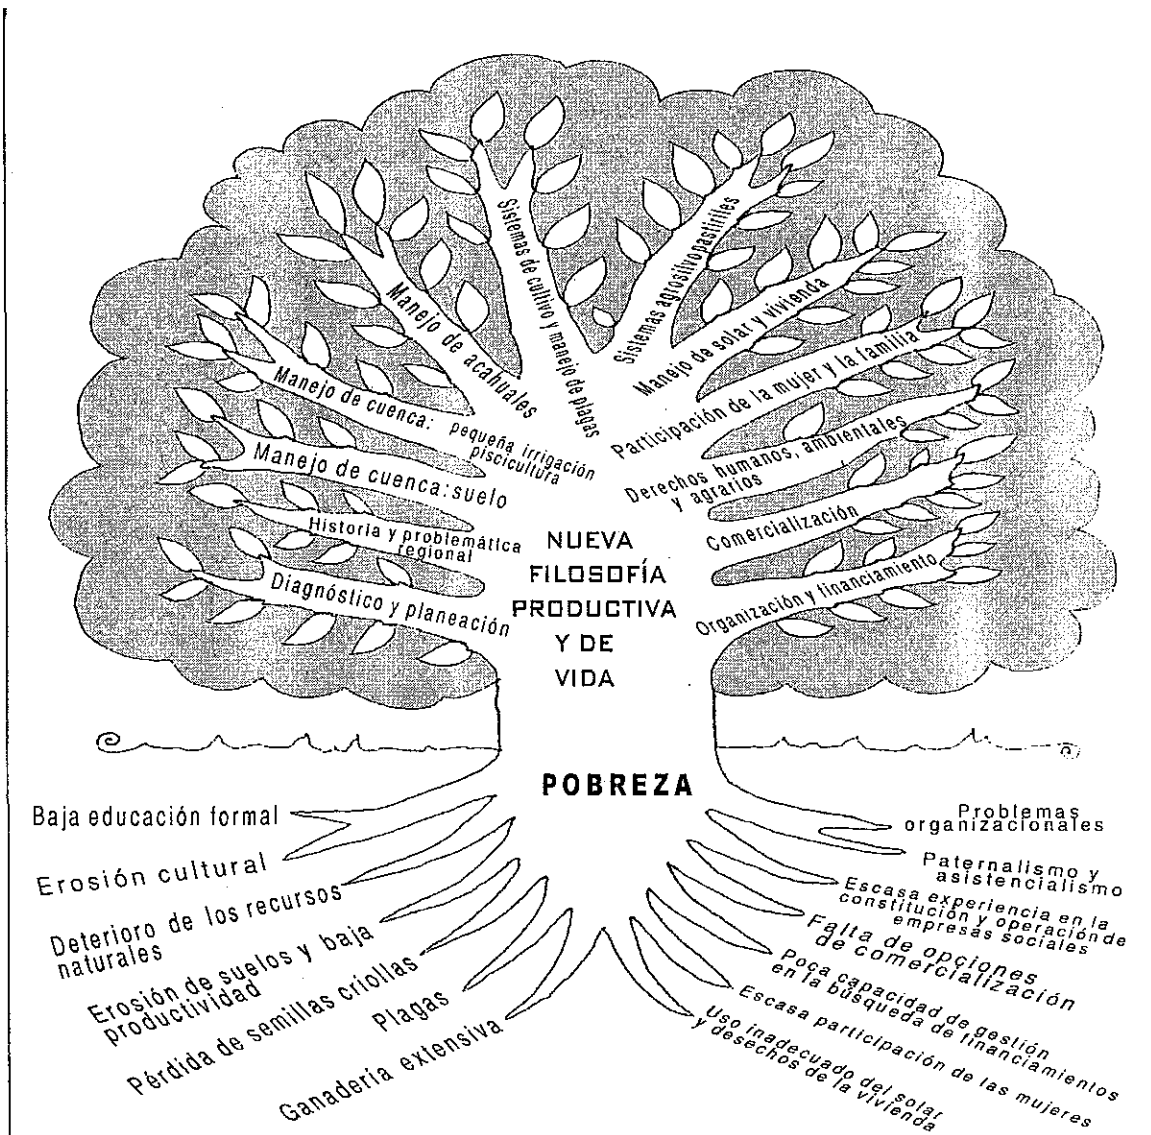 Sistemas de cultivo y manejo de plagas
Sistemas agrosilvopastiriles
Manejo de acahuales
Manejo de solar y vivienda
Manejo de cuenca:
pequeña irrigación
piscicultura
Participación de la mujer y la familia
Manejo de cuenca: suelo
Derechos humanos, ambientales
y agrarios
Historia y problemática
regional
Comercialización
Diagnóstico y planeación
Organización y financiamiento
NUEVA
FILOSOFÍA
PRODUCTIVA
Y DE
VIDA
POBREZA
Baja educación formal
Erosión cultural
Deterioro de los recursos
naturales
Erosión de suelos y baja
productividad
Pérdida de semillas criollas
Plagas
Ganadería extensiva
Problemas
organizacionales
Paternalismo y
asistencialismo
Escasa experiencia en la
constitución y operación de
empresas sociales
Falta de opciones
de comercialización
Poca capacidad de gestión
en la búsqueda de financiamientos
Escasa participación de las mujeres
Uso inadecuado del solar
y desechos de la vivienda